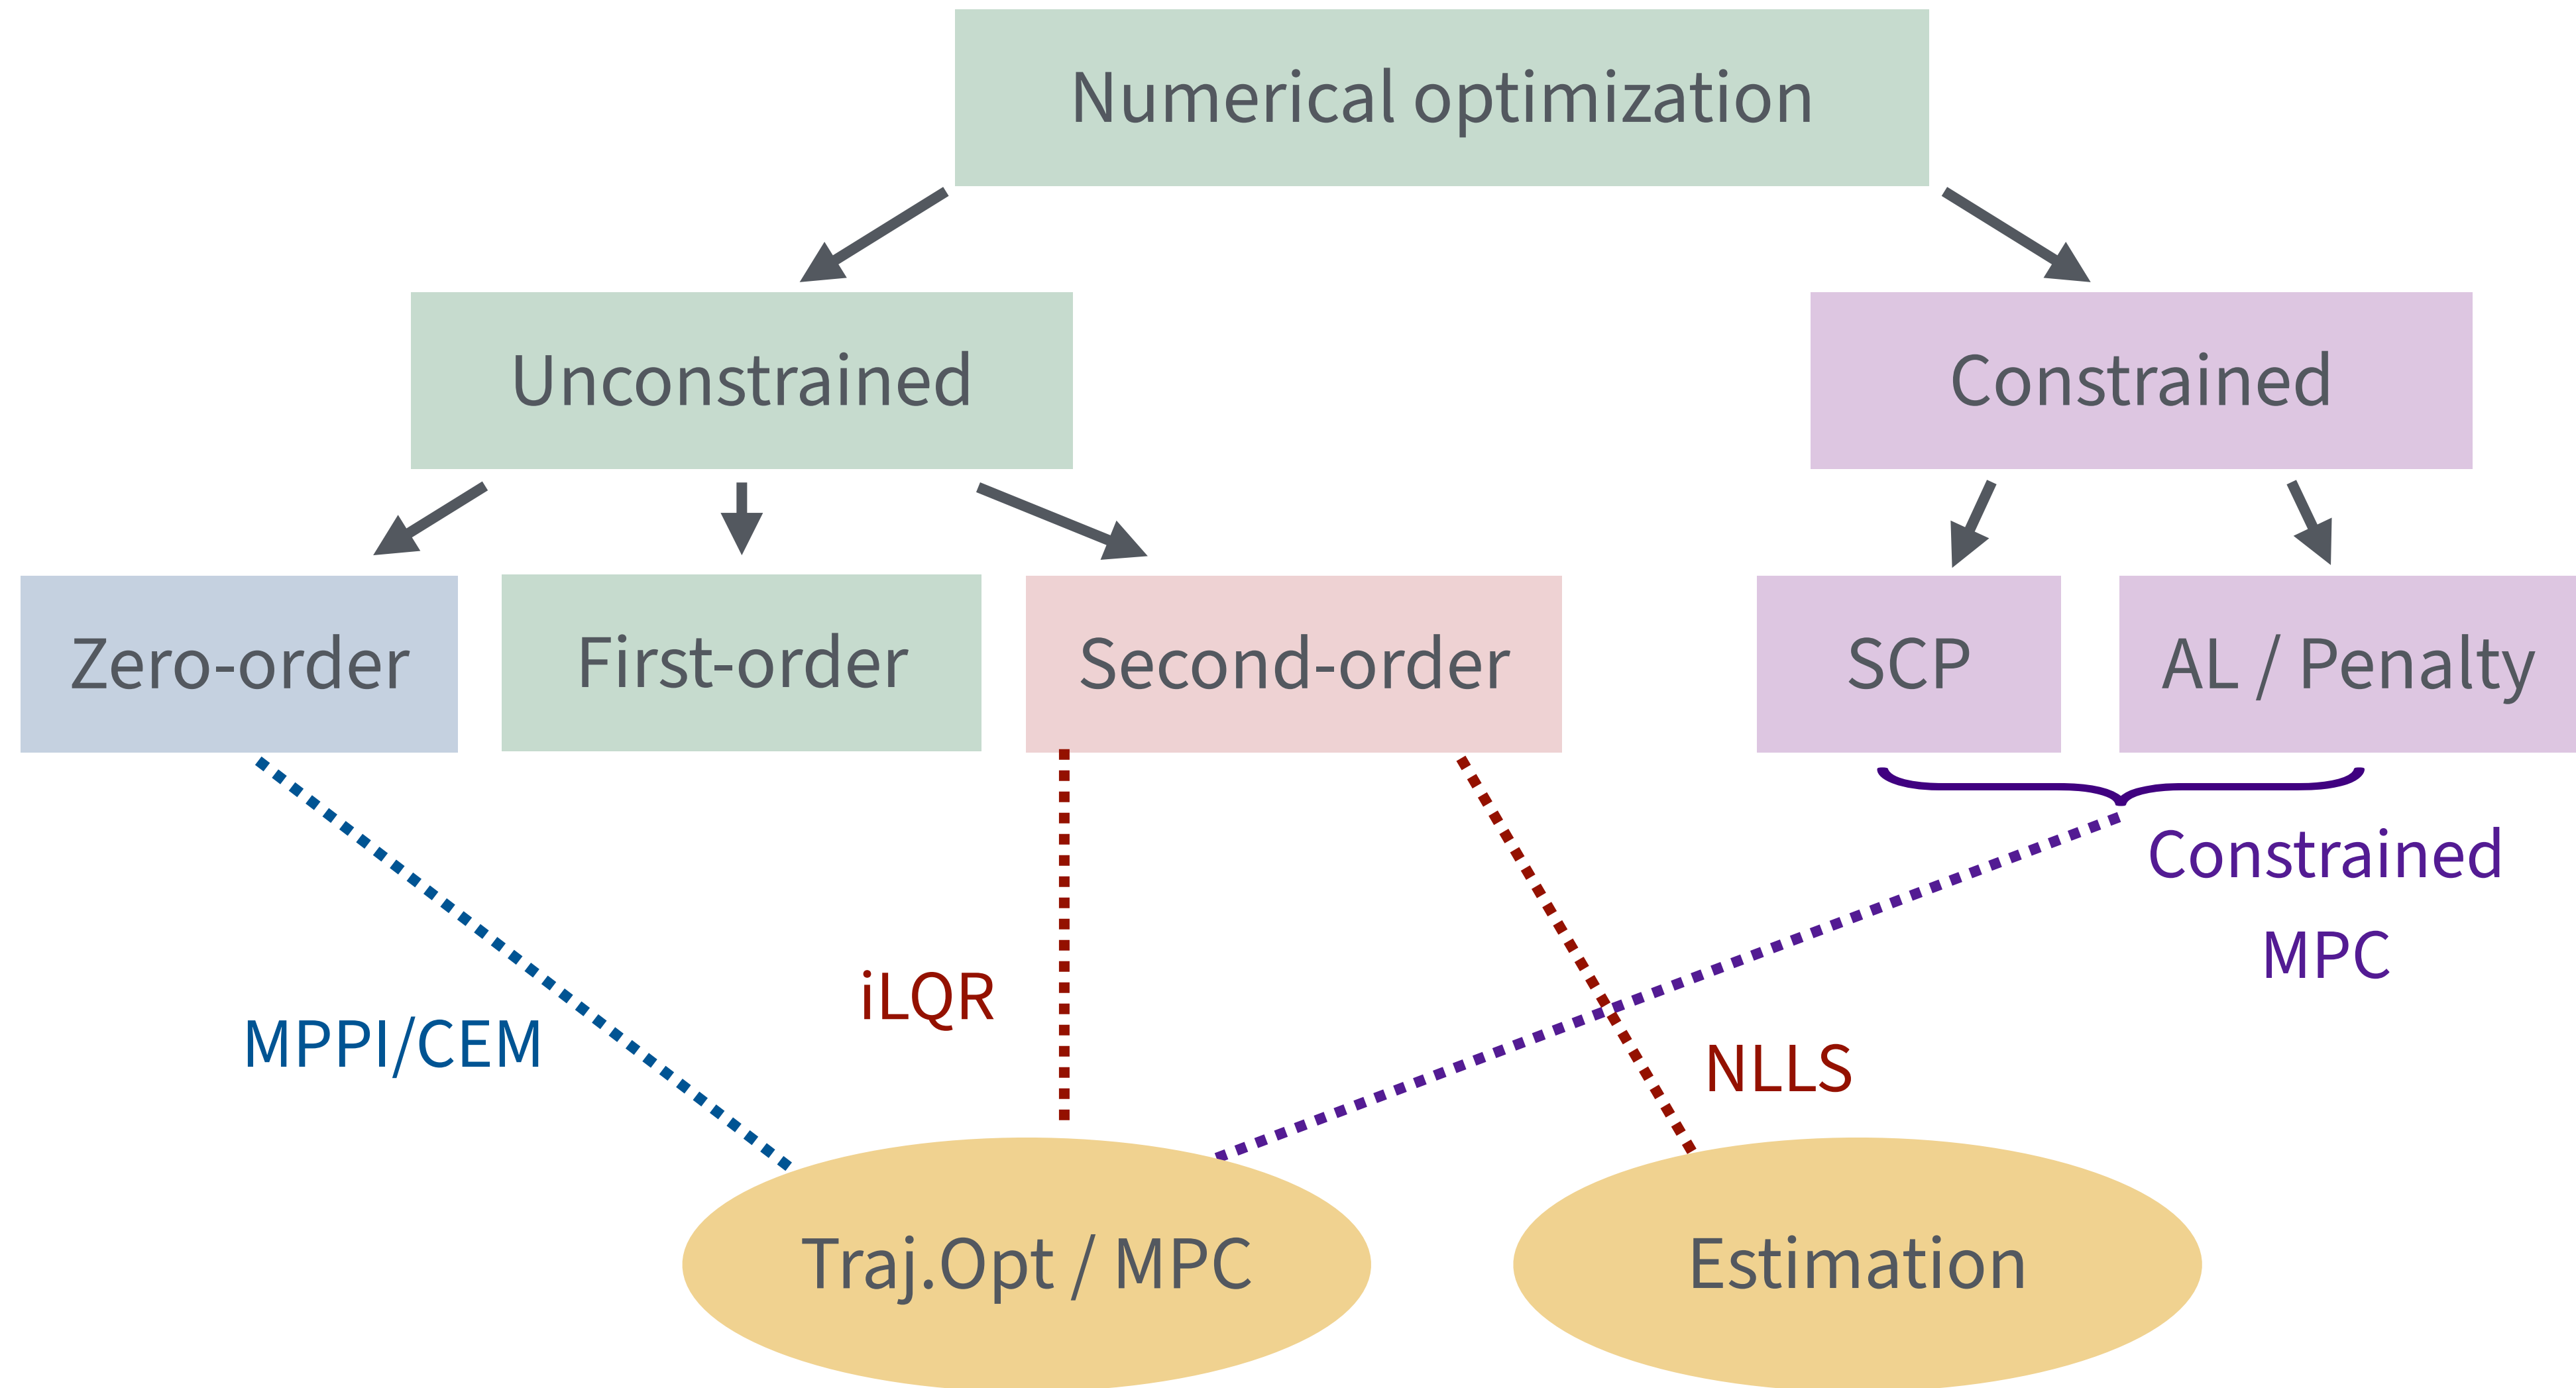 Numerical optimization
Unconstrained
Constrained
Zero-order
First-order
Second-order
SCP
AL / Penalty
Constrained
MPC
iLQR
MPPI/CEM
NLLS
Traj.Opt / MPC
Estimation